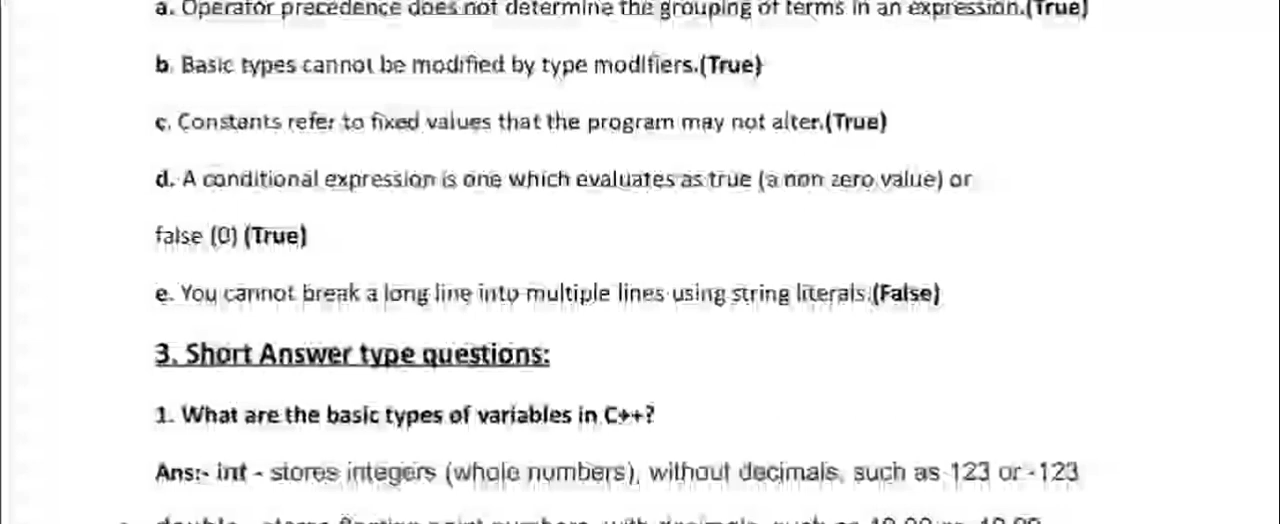 a. Operator precedence does not determine the grouping of terms in an expression.(True)
b. Basic types cannot be modified by type modifiers.(True)
c. Constants refer to fixed values that the program may not alter.(True)
d. A conditional expression is one which evaluates as true (a non zero value) or
false (0) (True)
e. You cannot break a long line into multiple lines using string literals.(False)
3. Short Answer type questions:
1. What are the basic types of variables in C++?
Ans:- int - stores integers (whole numbers), without decimals, such as 123 or -123